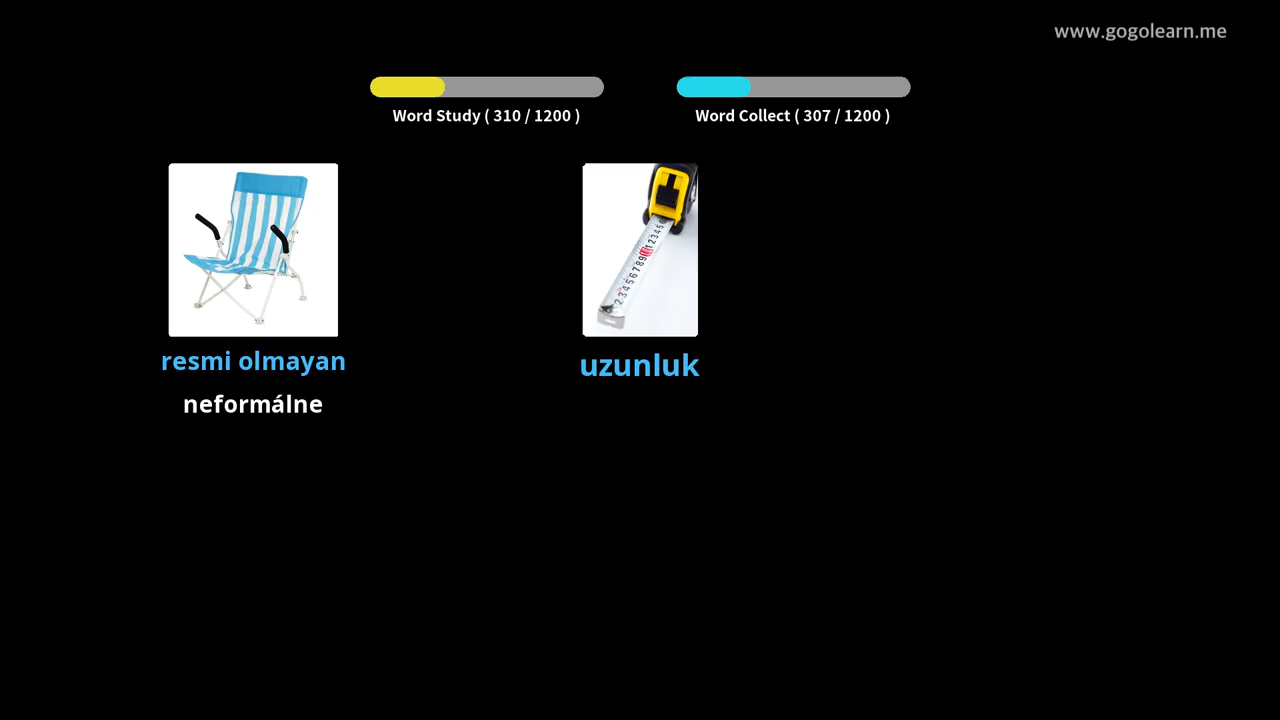 www.gogolearn.me
Word Study ( 310 / 1200 )
Word Collect ( 307 / 1200 )
resmi olmayan
neformálne
uzunluk